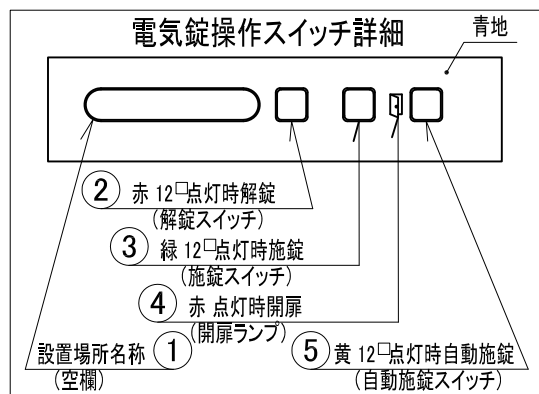 電気錠操作スイッチ詳細
青地
② 赤 12□点灯時解錠
(解錠スイッチ)
③ 緑 12□点灯時施錠
(施錠スイッチ)
④ 赤 点灯時開扉
(開扉ランプ)
設置場所名称 ①
(空欄)
⑤ 黄 12□点灯時自動施錠
(自動施錠スイッチ)